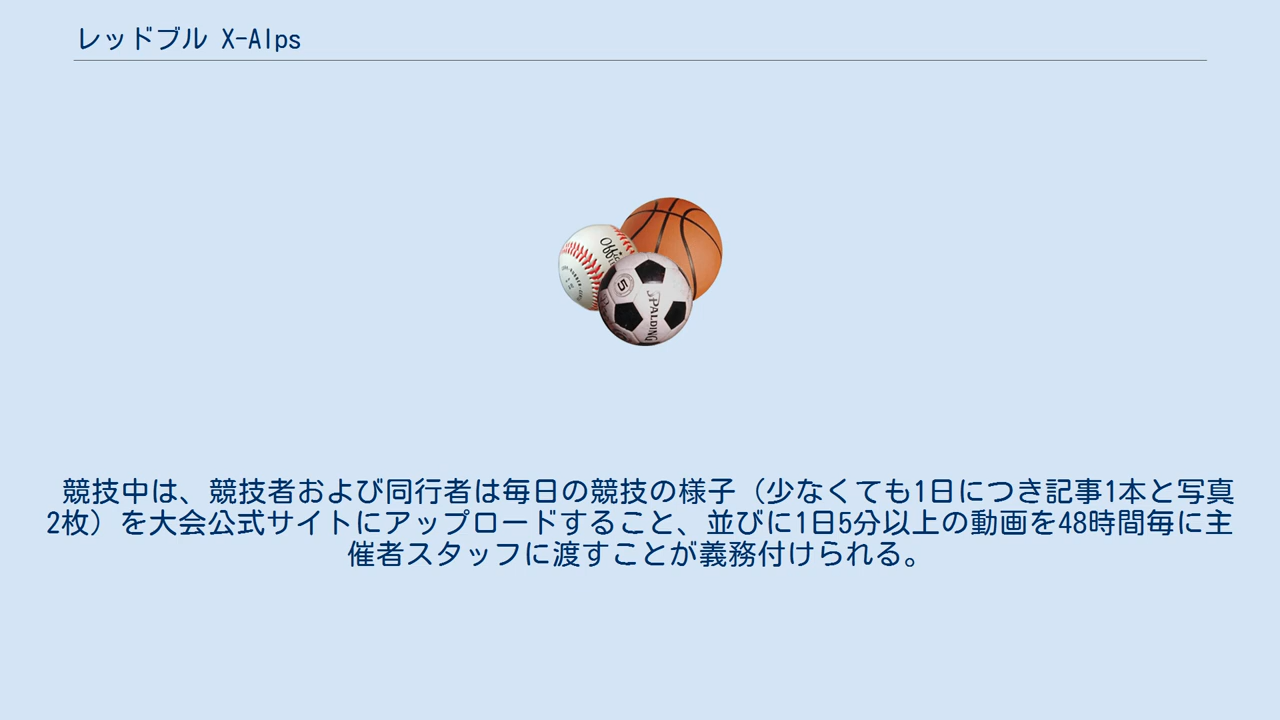 レッドブル X-Alps
Offici
5
SPALDING
競技中は、競技者および同行者は毎日の競技の様子（少なくても1日につき記事1本と写真
2枚）を大会公式サイトにアップロードすること、並びに1日5分以上の動画を48時間毎に主
催者スタッフに渡すことが義務付けられる。